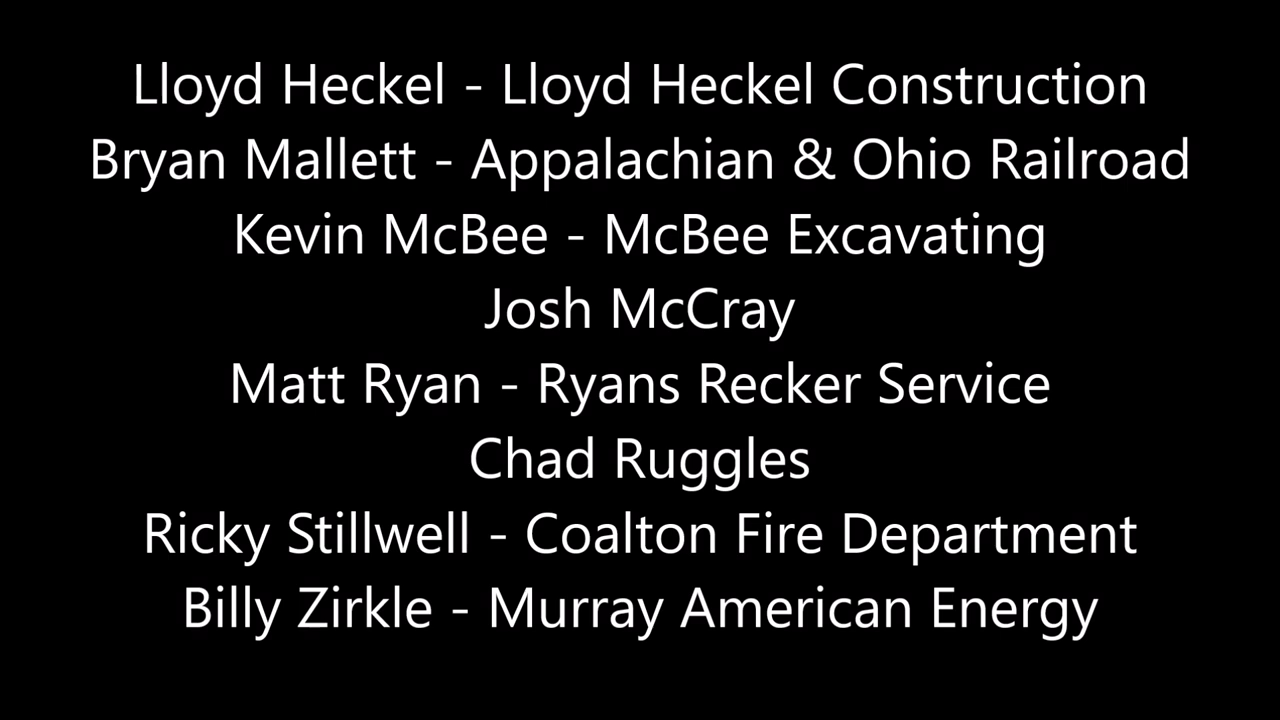 Lloyd Heckel - Lloyd Heckel Construction
Bryan Mallett - Appalachian & Ohio Railroad
Kevin McBee - McBee Excavating
Josh McCray
Matt Ryan - Ryans Recker Service
Chad Ruggles
Ricky Stillwell - Coalton Fire Department
Billy Zirkle - Murray American Energy